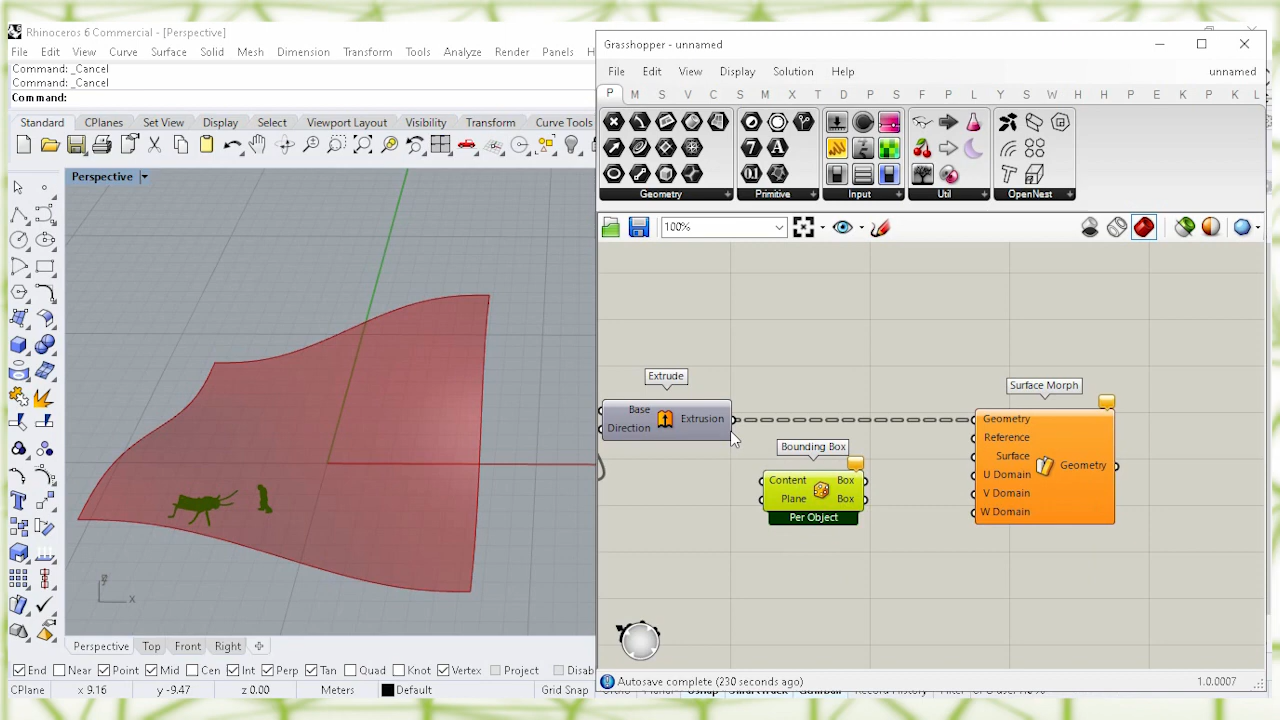 Rhinoceros 6 Commercial - [Perspective]
File Edit View Curve Surface Solid Mesh Dimension Transform Tools Analyze Render Panels H
Command: _Cancel
Command: _Cancel
Command:
Standard CPlanes Set View Display Select Viewport Layout Visibility Transform Curve Tools
Perspective
y
x
Perspective Top Front Right
End Near Point Mid Cen Int Perp Tan Quad Knot Vertex Project Disab
CPlane x 9.16 y -9.47 z 0.00 Meters Default Grid Snap
Grasshopper - unnamed
File Edit View Display Solution Help unnamed
P M S V C S M X T D I P S F P L Y S U W H H P E K P K L
Geometry Primitive Input Util OpenNest
100%
Extrude
Base
Direction
Extrusion
Bounding Box
Content Box
Plane Box
Per Object
Surface Morph
Geometry
Reference
Surface
U Domain
V Domain
W Domain
Geometry
Autosave complete (230 seconds ago) 1.0.0007